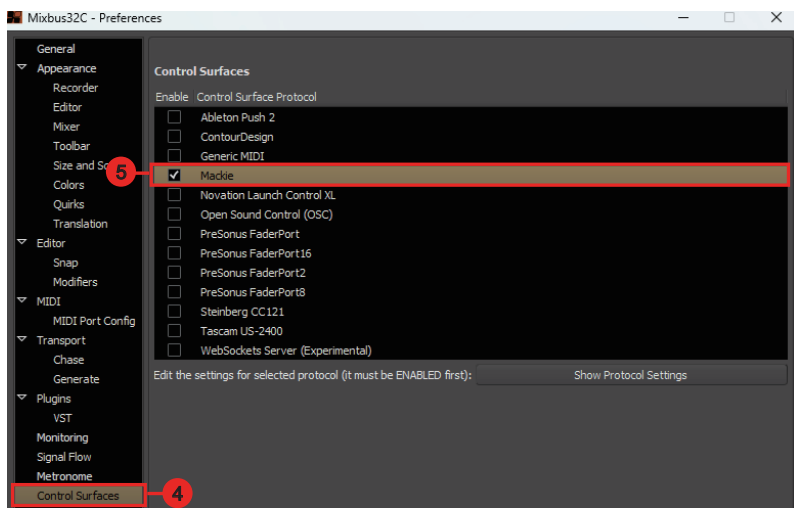 Mixbus32C - Preferences
General
Appearance
Recorder
Editor
Mixer
Toolbar
Size and
Colors
Quirks
Translation
Editor
Snap
Modifiers
MIDI
MIDI Port Config
Transport
Chase
Generate
Plugins
VST
Monitoring
Signal Flow
Metronome
Control Surfaces
4
5
Control Surfaces
Enable Control Surface Protocol
Ableton Push 2
ContourDesign
Generic MIDI
Mackie
Novation Launch Control XL
Open Sound Control (OSC)
PreSonus FaderPort
PreSonus FaderPort16
PreSonus FaderPort2
PreSonus FaderPort8
Steinberg CC121
Tascam US-2400
WebSockets Server (Experimental)
Edit the settings for selected protocol (it must be ENABLED first): Show Protocol Settings